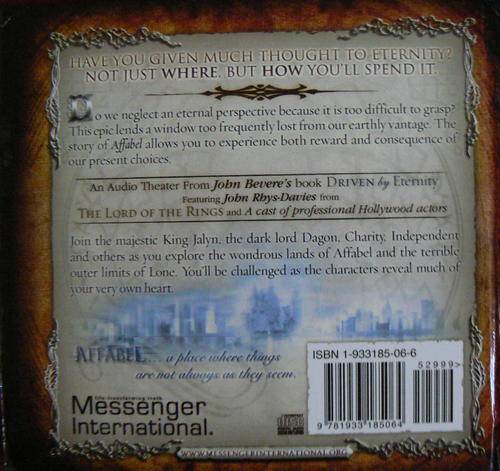 HAVE YOU GIVEN MUCH THOUGHT TO ETERNITY?
NOT JUST WHERE, BUT HOW YOU'LL SPEND IT.
Do we neglect an eternal perspective because it is too difficult to grasp?
This epic lends a window too frequently lost from our earthly vantage. The
story of Affabel allows you to experience both reward and consequence of
our present choices.
An Audio Theater From John Bevere's book DRIVEN by Eternity
Featuring John Rhys-Davies from
THE LORD OF THE RINGS and A cast of professional Hollywood actors
Join the majestic King Jalyn, the dark lord Dagon, Charity, Independent
and others as you explore the wondrous lands of Affabel and the terrible
outer limits of Lone. You'll be challenged as the characters reveal much of
your very own heart.
AFFABEL... a place where things
are not always as they seem.
ISBN 1-933185-06-6
52999>
9 781933 185064
life-transforming truth
Messenger
International.
WWW.MESSENGERINTERNATIONAL.ORG